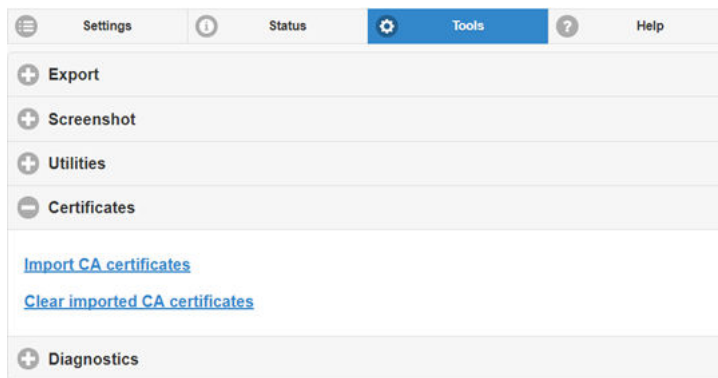 Settings Status Tools Help
Export
Screenshot
Utilities
Certificates
Import CA certificates
Clear imported CA certificates
Diagnostics